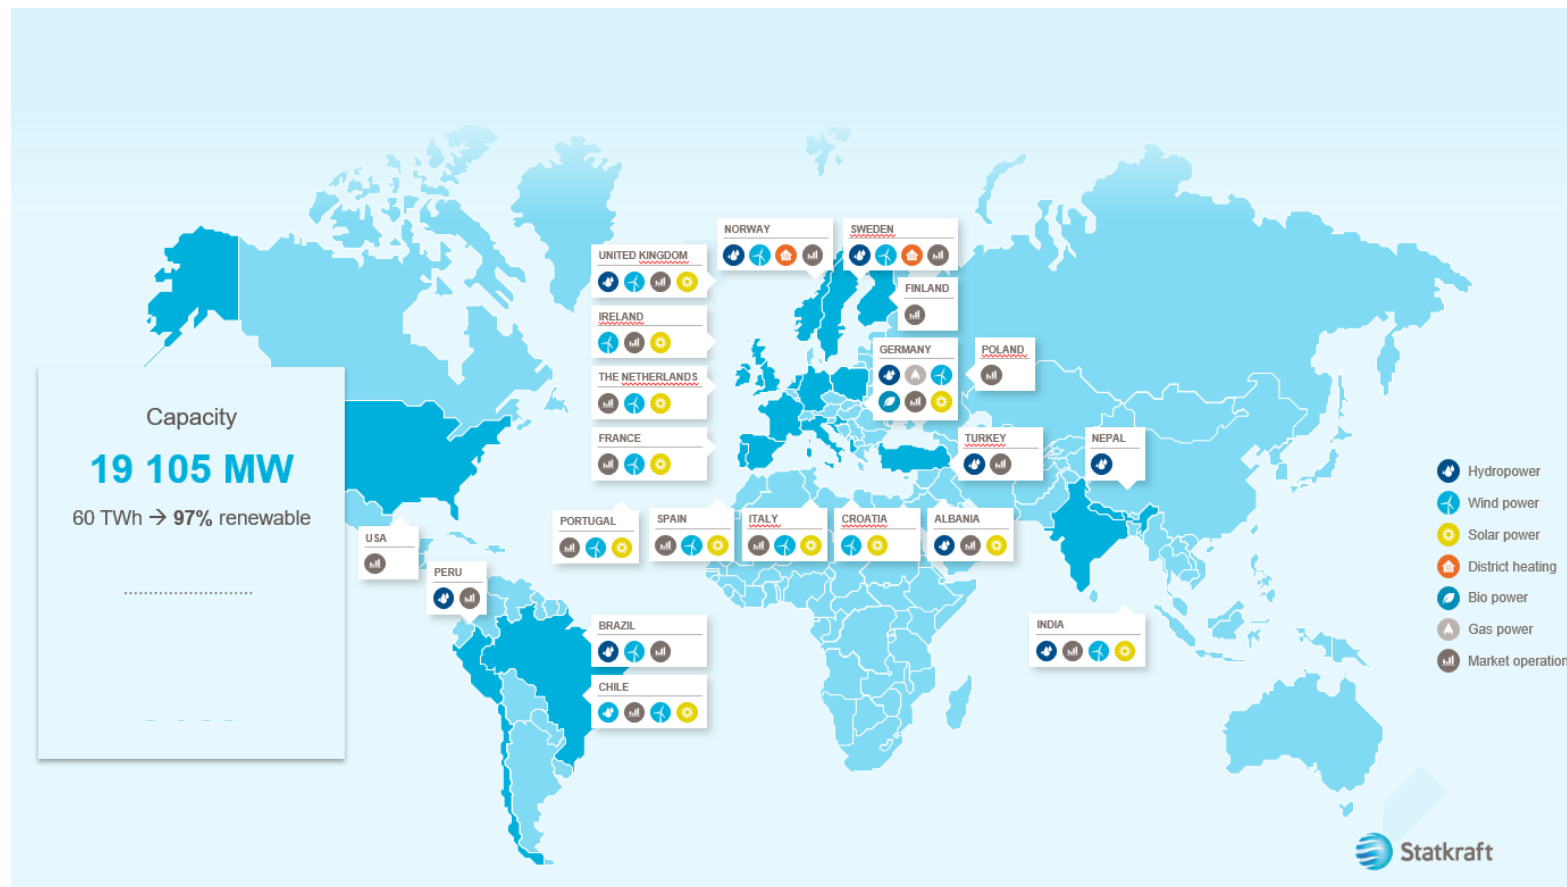 NORWAY
SWEDEN
UNITED KINGDOM
FINLAND
IRELAND
GERMANY
POLAND
THE NETHERLANDS
Capacity
19 105 MW
60 TWh → 97% renewable
FRANCE
TURKEY
NEPAL
Hydropower
Wind power
Solar power
District heating
Bio power
Gas power
Market operation
PORTUGAL
SPAIN
ITALY
CROATIA
ALBANIA
USA
PERU
BRAZIL
INDIA
CHILE
Statkraft